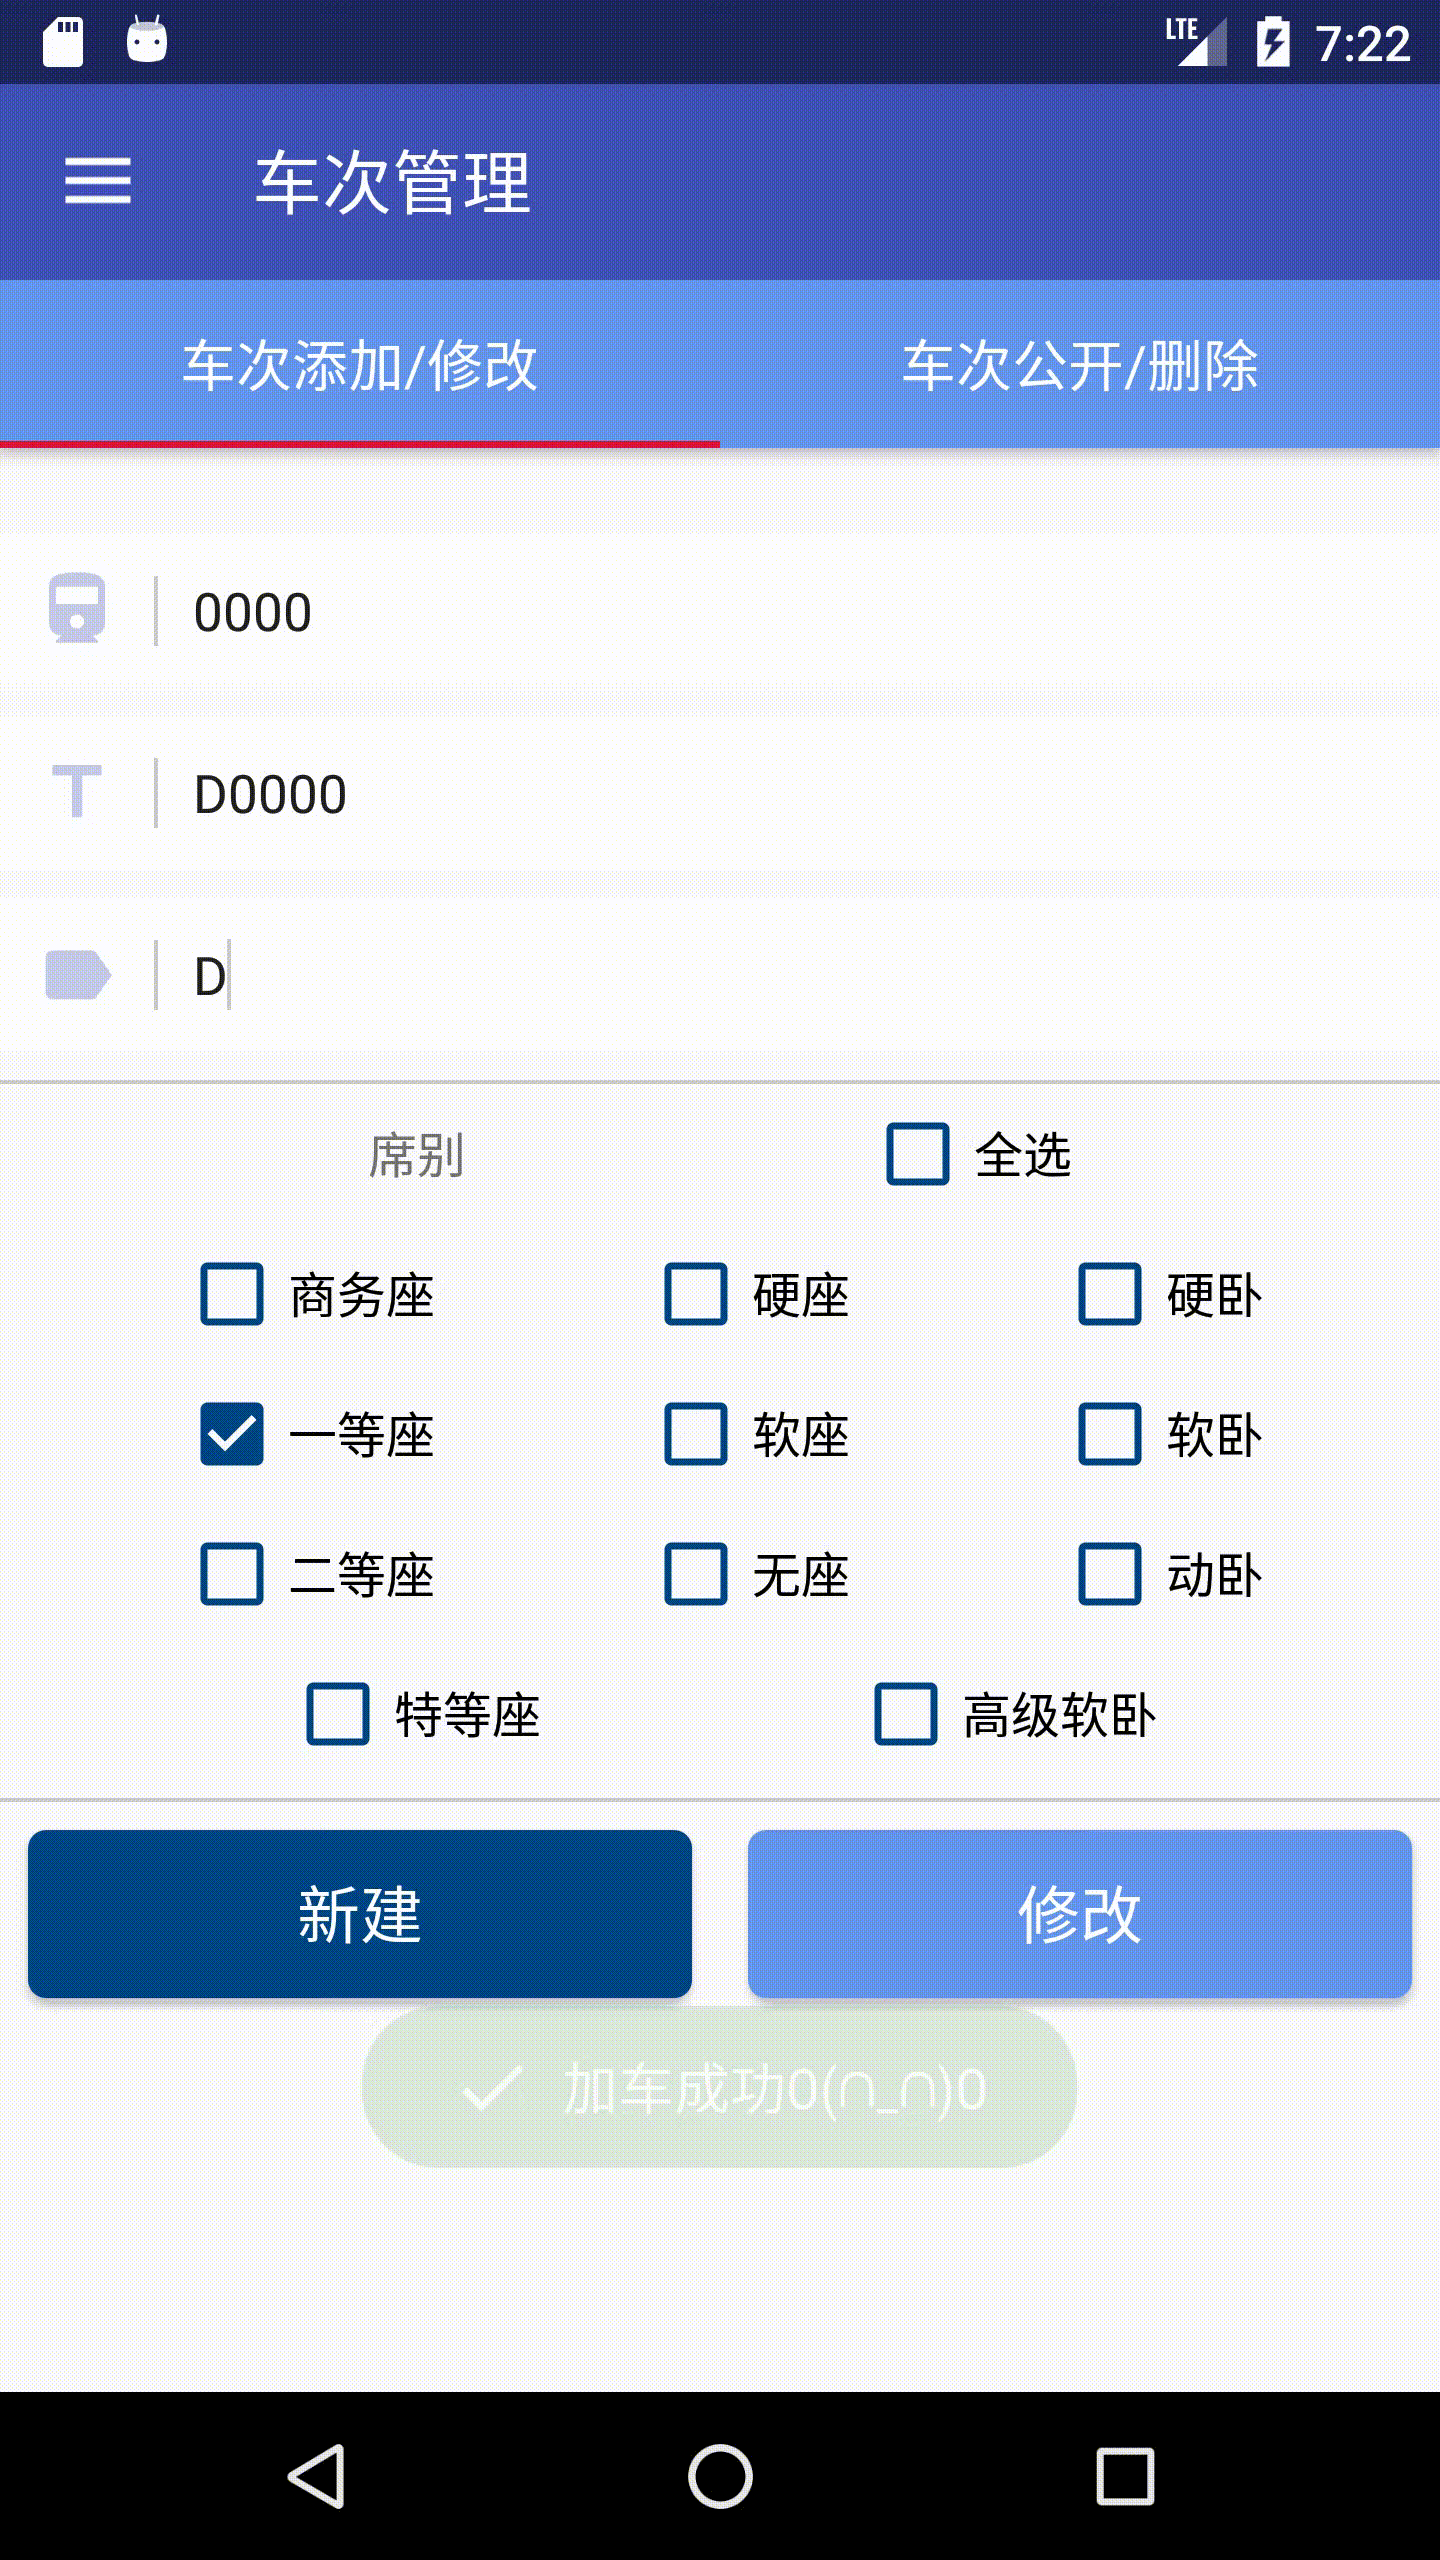 LTE 7:22
车次管理
车次添加/修改 车次公开/删除
0000
D0000
D
席别 全选
商务座 硬座 硬卧
一等座 软座 软卧
二等座 无座 动卧
特等座 高级软卧
新建 修改
加车成功O(∩_∩)O